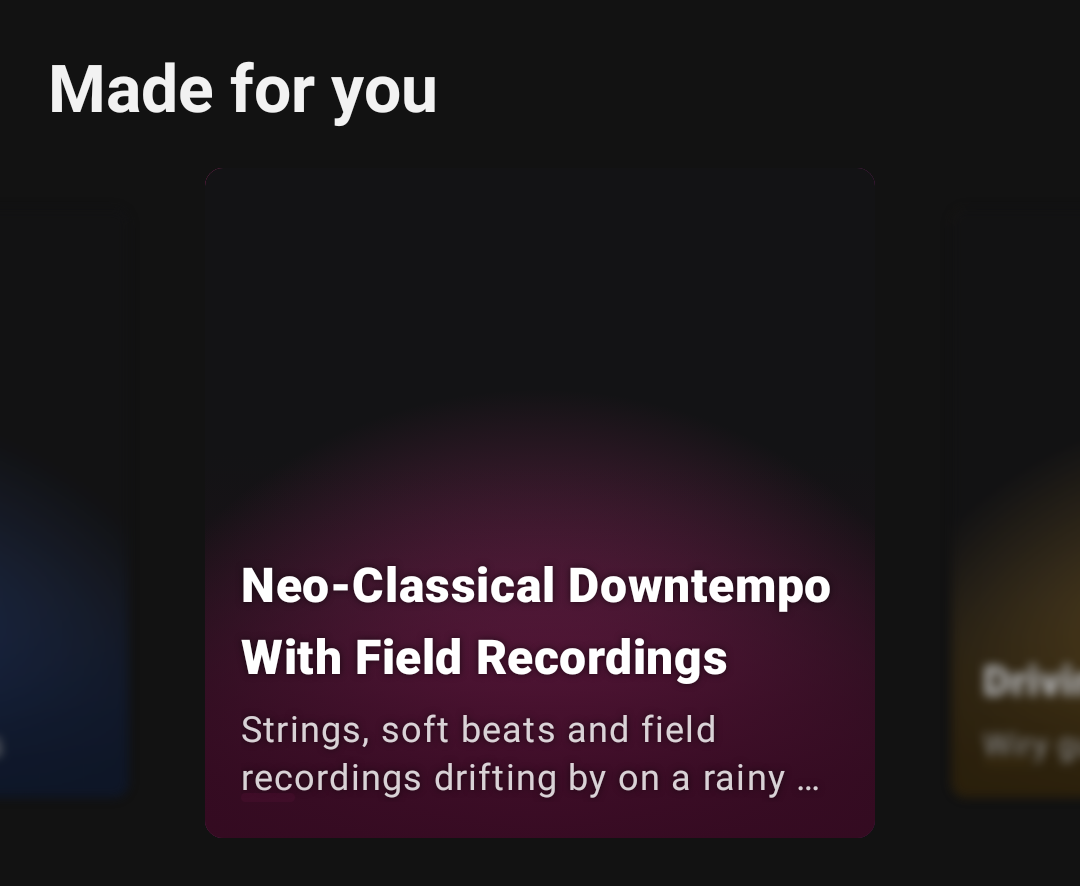 Made for you
Neo-Classical Downtempo
With Field Recordings
Strings, soft beats and field
recordings drifting by on a rainy …